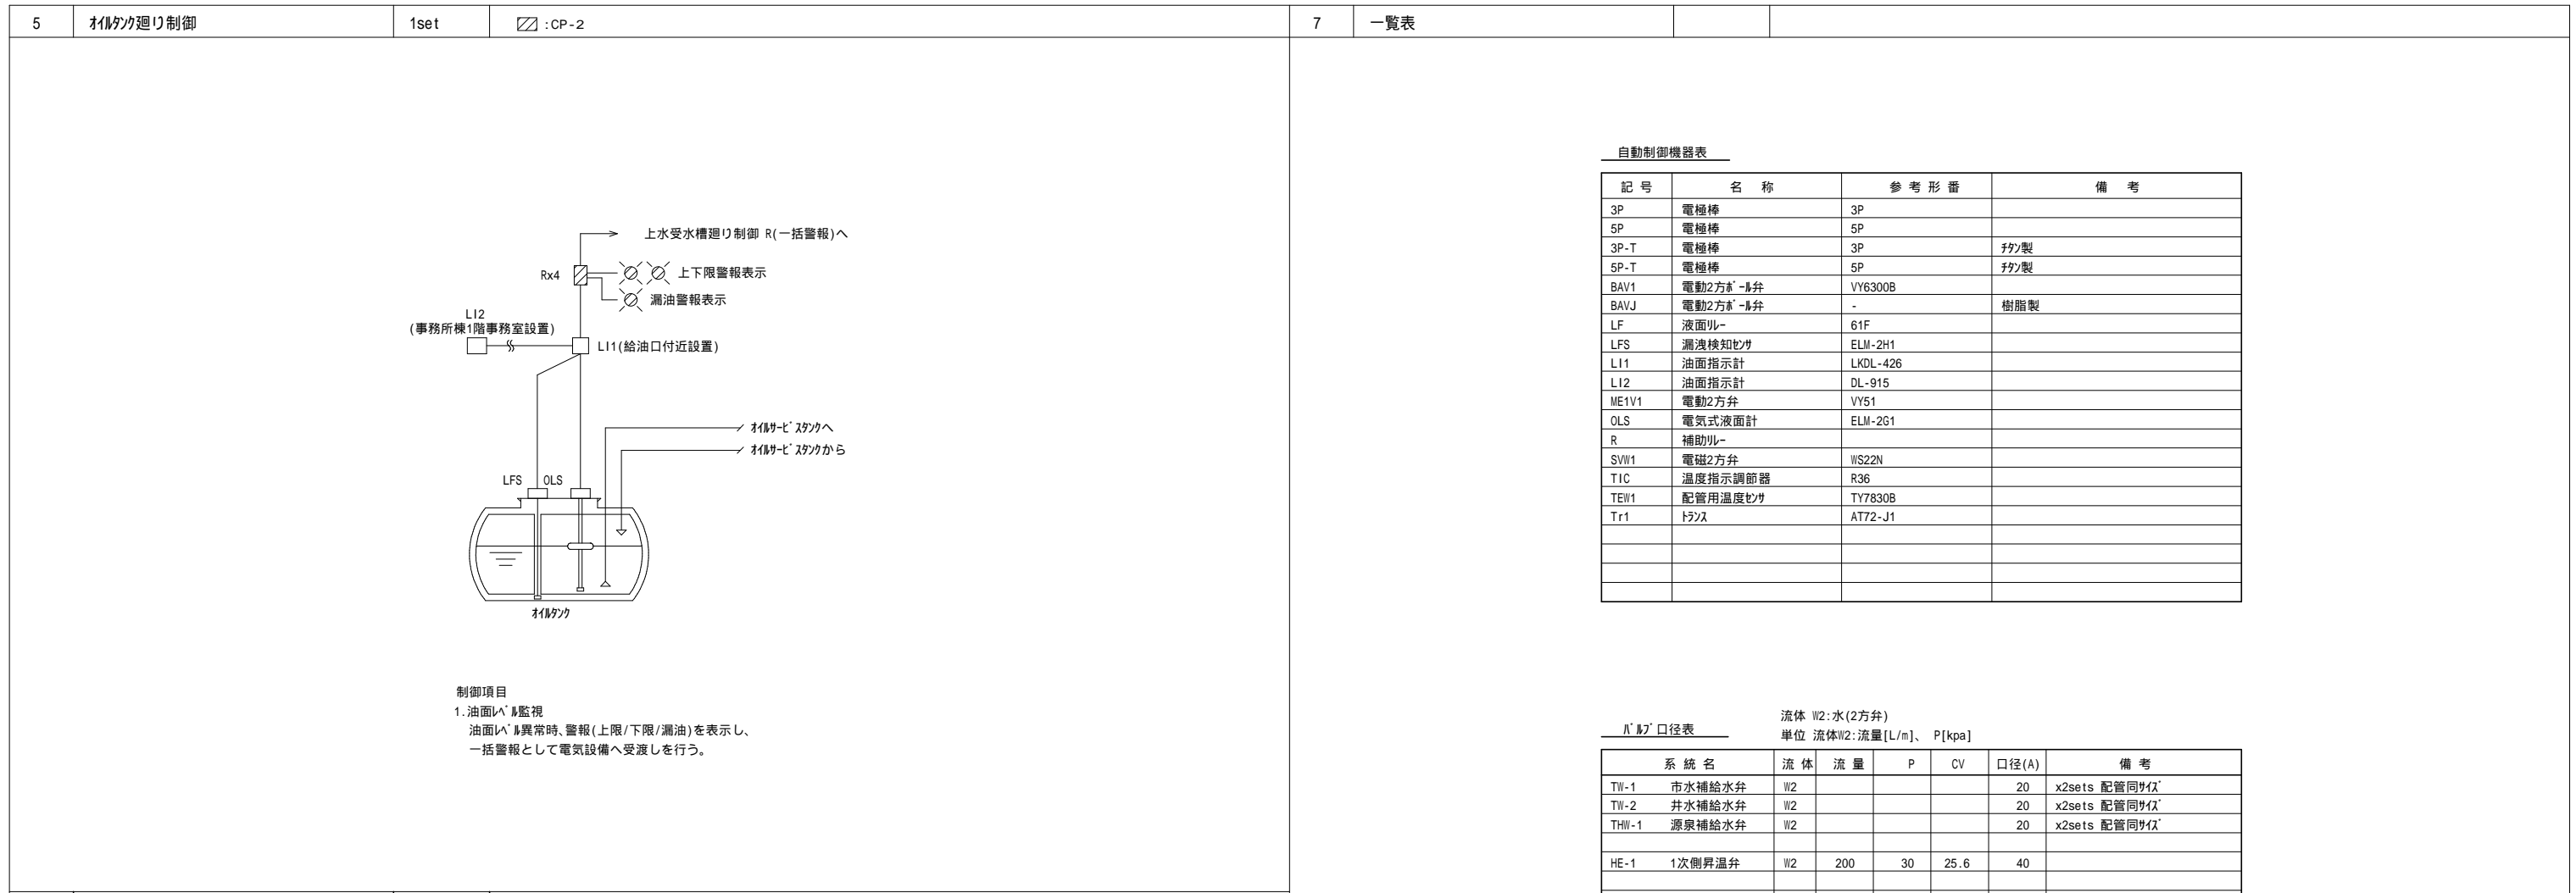 5 オイルタンク廻り制御 1set :CP-2
上水受水槽廻り制御 R(一括警報)へ
Rx4
上下限警報表示
漏油警報表示
LI2
(事務所棟1階事務室設置)
LI1(給油口付近設置)
オイルサービスタンクへ
オイルサービスタンクから
LFS OLS
オイルタンク
制御項目
1.油面レベル監視
油面レベル異常時、警報(上限/下限/漏油)を表示し、
一括警報として電気設備へ受渡しを行う。
7 一覧表
自動制御機器表
記号 名称 参考形番 備考
3P 電極棒 3P
5P 電極棒 5P
3P-T 電極棒 3P チタン製
5P-T 電極棒 5P チタン製
BAV1 電動2方ボール弁 VY6300B
BAVJ 電動2方ボール弁 - 樹脂製
LF 液面リレー 61F
LFS 漏洩検知センサ ELM-2H1
LI1 油面指示計 LKDL-426
LI2 油面指示計 DL-915
ME1V1 電動2方弁 VY51
OLS 電気式液面計 ELM-2G1
R 補助リレー
SVW1 電磁2方弁 WS22N
TIC 温度指示調節器 R36
TEW1 配管用温度センサ TY7830B
Tr1 トランス AT72-J1
バルブ口径表
流体 W2:水(2方弁)
単位 流体W2:流量[L/m]、 P[kpa]
系統名 流体 流量 P CV 口径(A) 備考
TW-1 市水補給水弁 W2 20 x2sets 配管同サイズ
TW-2 井水補給水弁 W2 20 x2sets 配管同サイズ
THW-1 源泉補給水弁 W2 20 x2sets 配管同サイズ
HE-1 1次側昇温弁 W2 200 30 25.6 40